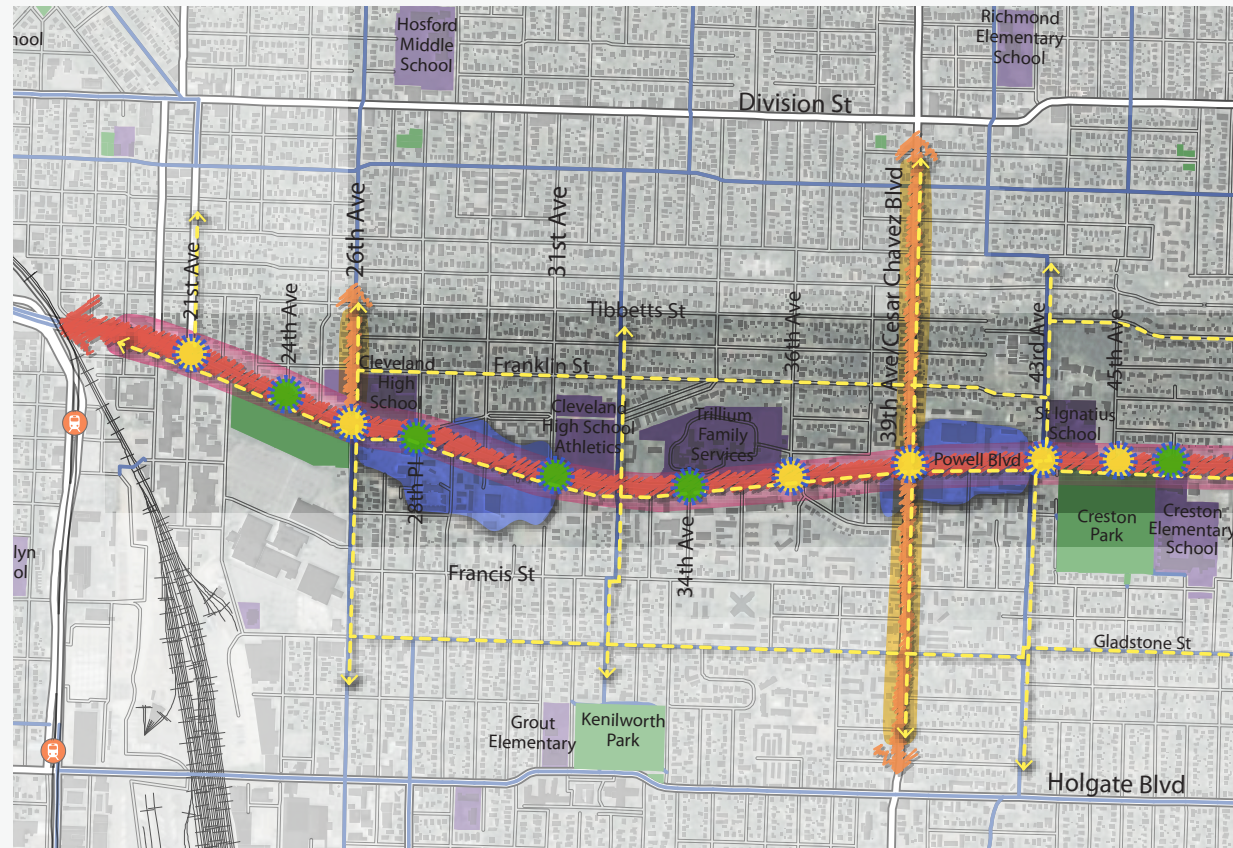 Hosford
Middle
School
Richmond
Elementary
School
hool
Division St
26th Ave
31st Ave
39th Ave/Cesar Chavez Blvd
21st Ave
24th Ave
Tibbetts St
36th Ave
43rd Ave
45th Ave
Cleveland
High
School
Franklin St
Cleveland
High School
Athletics
Trillium
Family
Services
St Ignatius
School
Powell Blvd
28th Pl
34th Ave
Creston
Park
Creston
Elementary
School
lyn
ol
Francis St
Gladstone St
Grout
Elementary
Kenilworth
Park
Holgate Blvd